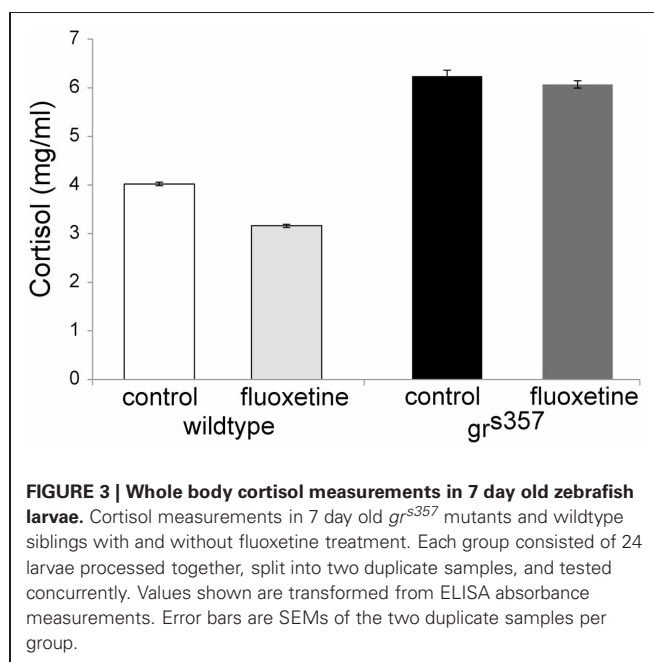 7
6
5
4
3
2
1
0
Cortisol (mg/ml)
control fluoxetine control fluoxetine
wildtype gr^s357
FIGURE 3 | Whole body cortisol measurements in 7 day old zebrafish
larvae. Cortisol measurements in 7 day old gr^s357 mutants and wildtype
siblings with and without fluoxetine treatment. Each group consisted of 24
larvae processed together, split into two duplicate samples, and tested
concurrently. Values shown are transformed from ELISA absorbance
measurements. Error bars are SEMs of the two duplicate samples per
group.